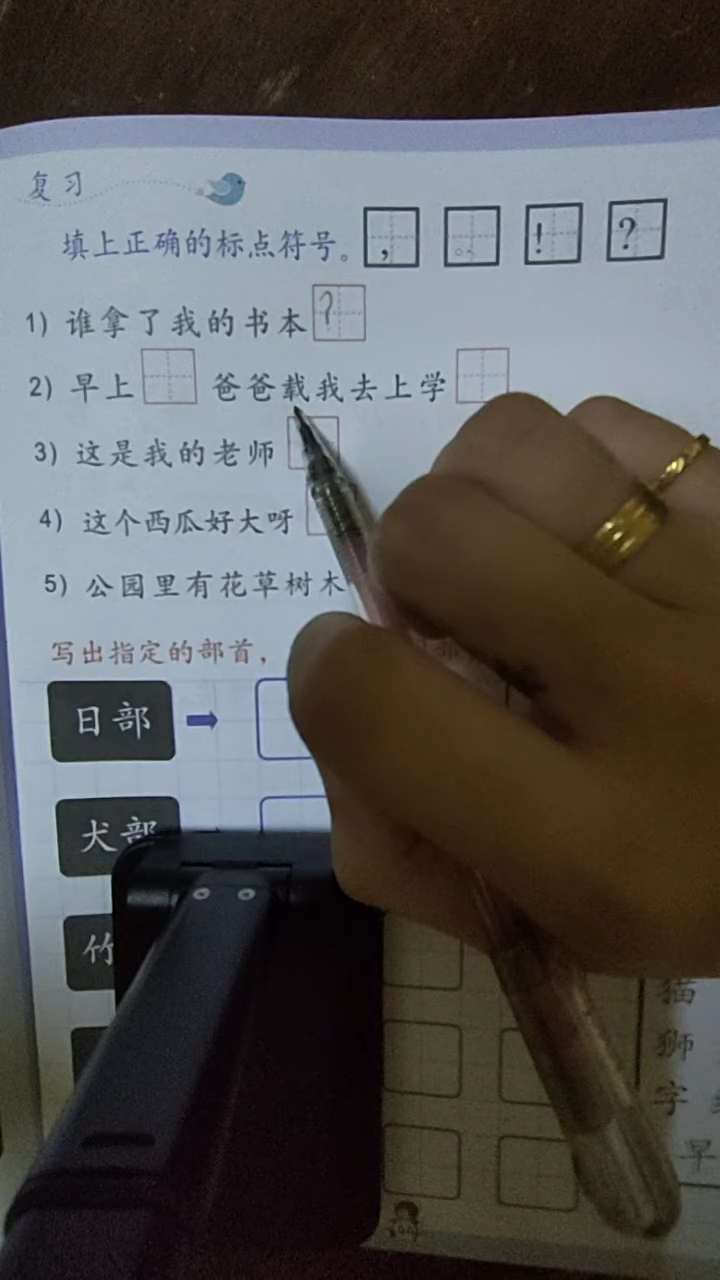 复习
填上正确的标点符号。 , 。 ! ?
1) 谁拿了我的书本 ?
2) 早上 爸爸载我去上学
3) 这是我的老师
4) 这个西瓜好大呀
5) 公园里有花草树木
写出指定的部首，
日部
犬部
竹
猫
狮
字
早